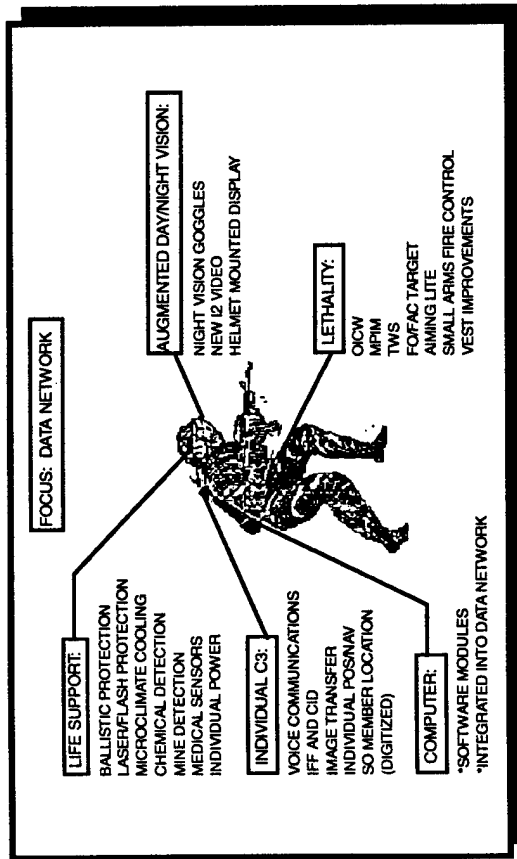 FOCUS: DATA NETWORK
LIFE SUPPORT:
BALLISTIC PROTECTION
LASER/FLASH PROTECTION
MICROCLIMATE COOLING
CHEMICAL DETECTION
MINE DETECTION
MEDICAL SENSORS
INDIVIDUAL POWER
AUGMENTED DAY/NIGHT VISION:
NIGHT VISION GOGGLES
NEW I2 VIDEO
HELMET MOUNTED DISPLAY
INDIVIDUAL C3:
VOICE COMMUNICATIONS
IFF AND CID
IMAGE TRANSFER
INDIVIDUAL POS/NAV
SO MEMBER LOCATION
(DIGITIZED)
LETHALITY:
OICW
MPIM
TWS
FO/FAC TARGET
AIMING LITE
SMALL ARMS FIRE CONTROL
VEST IMPROVEMENTS
COMPUTER:
*SOFTWARE MODULES
*INTEGRATED INTO DATA NETWORK